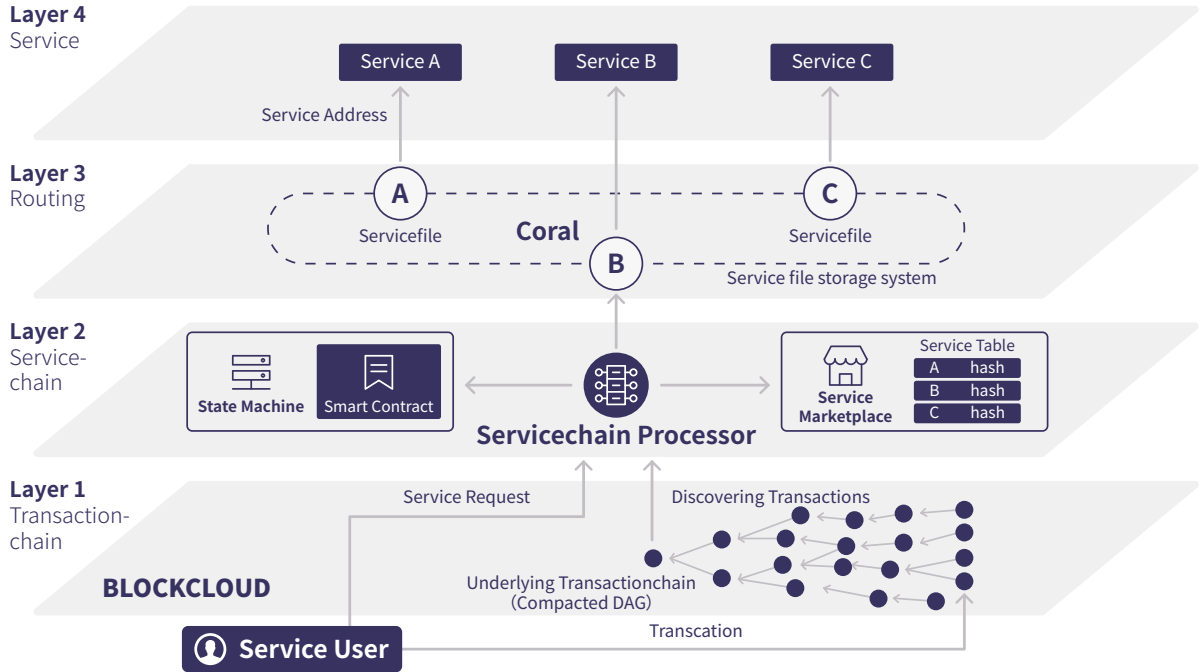 Layer 4
Service
Service A
Service B
Service C
Service Address
Layer 3
Routing
A
C
Servicefile
Coral
Servicefile
B
Service file storage system
Layer 2
Service-
chain
State Machine
Smart Contract
Servicechain Processor
Service
Marketplace
Service Table
A hash
B hash
C hash
Layer 1
Transaction-
chain
Service Request
Discovering Transactions
BLOCKCLOUD
Underlying Transactionchain
(Compacted DAG)
Transcation
Service User